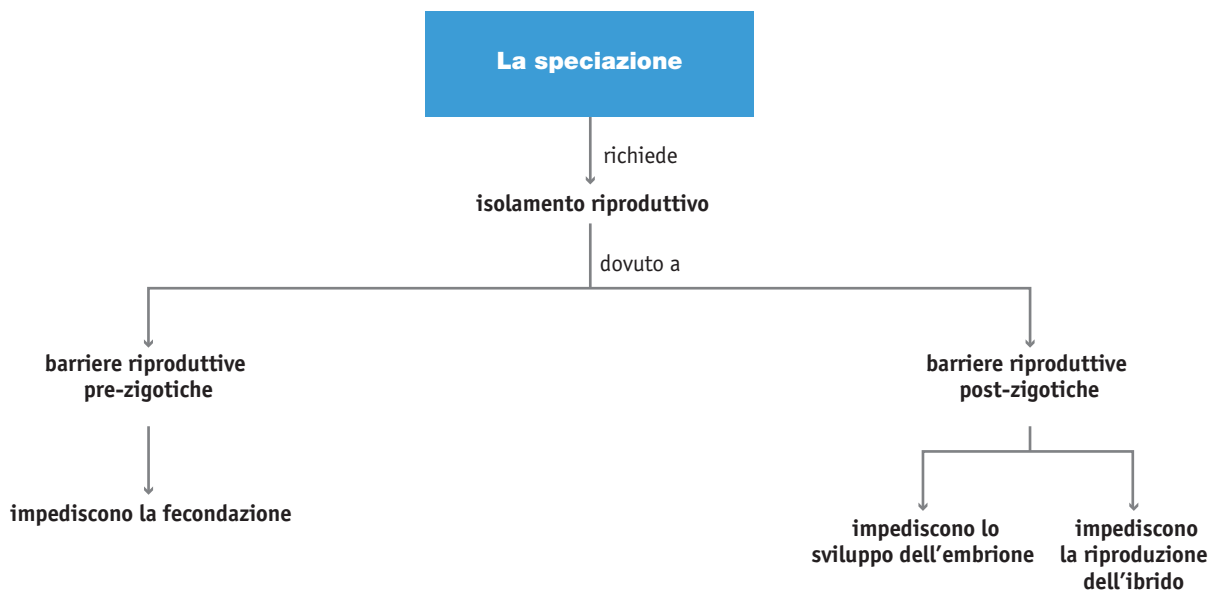 La speciazione
richiede
isolamento riproduttivo
dovuto a
barriere riproduttive
pre-zigotiche
barriere riproduttive
post-zigotiche
impediscono la fecondazione
impediscono lo
sviluppo dell'embrione
impediscono
la riproduzione
dell'ibrido